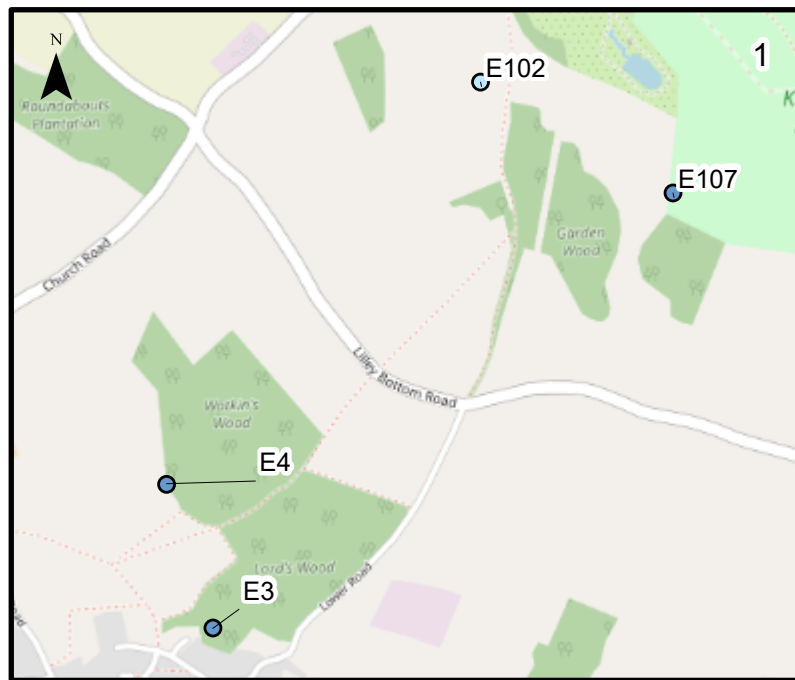 N
1
E102
K
Roundabouts
Plantation
E107
Garden
Wood
Church Road
Lilley Bottom Road
Workin's
Wood
E4
Lord's Wood
E3
Lower Road